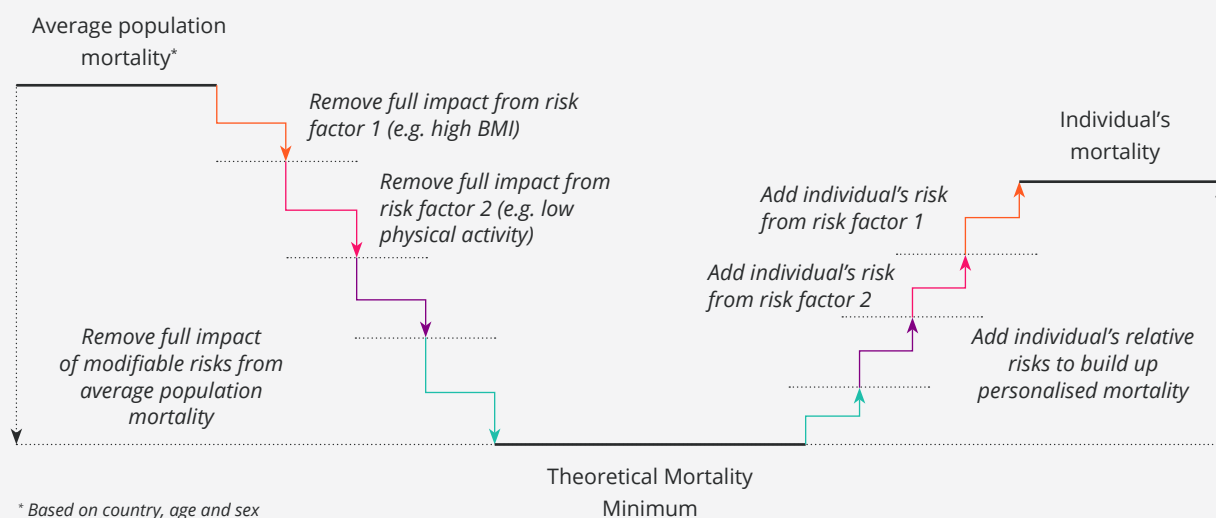 Average population
mortality*
Remove full impact from risk
factor 1 (e.g. high BMI)
Remove full impact from
risk factor 2 (e.g. low
physical activity)
Remove full impact
of modifiable risks from
average population
mortality
Theoretical Mortality
Minimum
Individual's
mortality
Add individual's risk
from risk factor 1
Add individual's risk
from risk factor 2
Add individual's relative
risks to build up
personalised mortality
* Based on country, age and sex